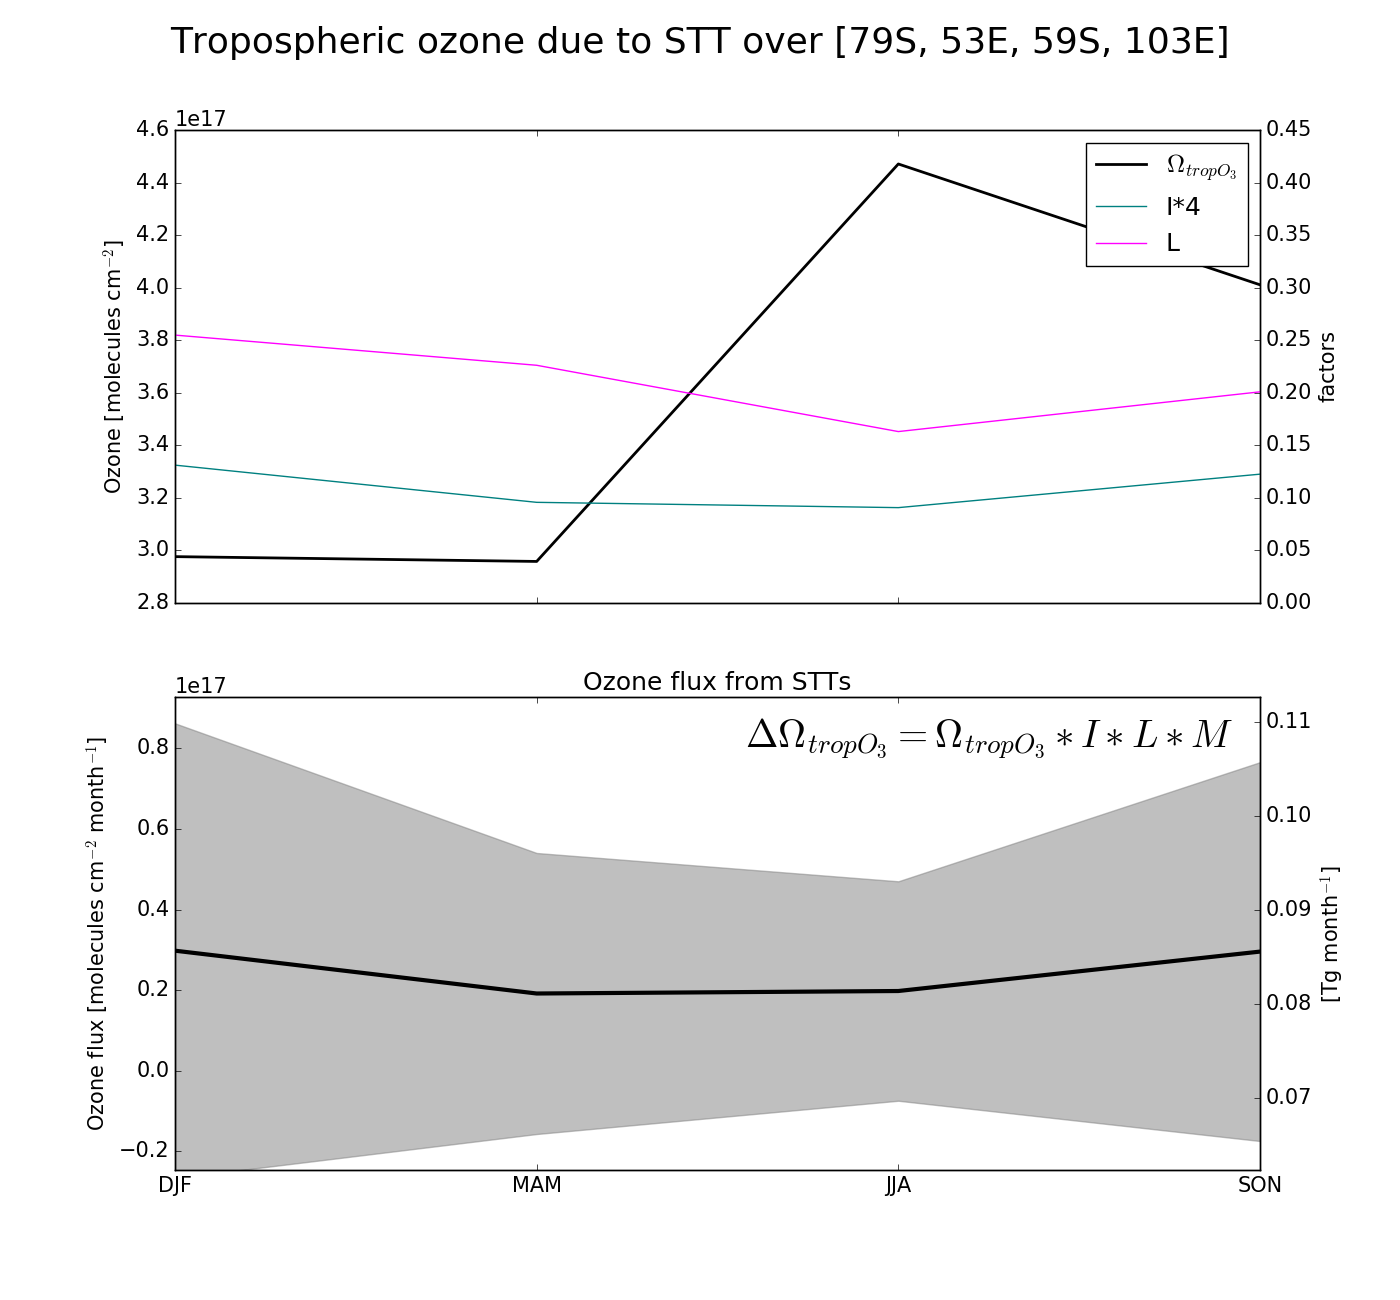 Tropospheric ozone due to STT over [79S, 53E, 59S, 103E]
1e17
4.6
4.4
4.2
4.0
3.8
3.6
3.4
3.2
3.0
2.8
Ozone [molecules cm⁻²]
0.45
0.40
0.35
0.30
0.25
0.20
0.15
0.10
0.05
0.00
factors
Ω_tropO₃
I*4
L
Ozone flux from STTs
1e17
0.8
0.6
0.4
0.2
0.0
−0.2
Ozone flux [molecules cm⁻² month⁻¹]
ΔΩ_tropO₃ = Ω_tropO₃ ∗ I ∗ L ∗ M
0.11
0.10
0.09
0.08
0.07
[Tg month⁻¹]
DJF MAM JJA SON